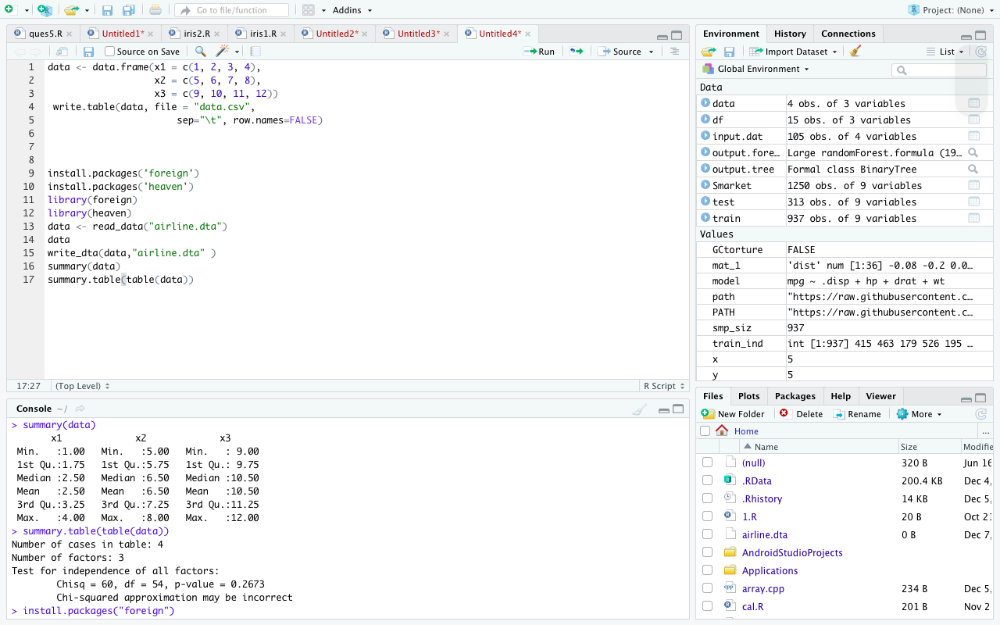 Go to file/function
Addins
Project: (None)
ques5.R
Untitled1*
iris2.R
iris1.R
Untitled2*
Untitled3*
Untitled4*
Source on Save
Run
Source
1 data <- data.frame(x1 = c(1, 2, 3, 4),
2 x2 = c(5, 6, 7, 8),
3 x3 = c(9, 10, 11, 12))
4 write.table(data, file = "data.csv",
5 sep="\t", row.names=FALSE)
6
7
8
9 install.packages('foreign')
10 install.packages('heaven')
11 library(foreign)
12 library(heaven)
13 data <- read_data("airline.dta")
14 data
15 write_dta(data,"airline.dta" )
16 summary(data)
17 summary.table(table(data))
17:27
(Top Level)
R Script
Console ~/
> summary(data)
x1 x2 x3
Min. :1.00 Min. :5.00 Min. : 9.00
1st Qu.:1.75 1st Qu.:5.75 1st Qu.: 9.75
Median :2.50 Median :6.50 Median :10.50
Mean :2.50 Mean :6.50 Mean :10.50
3rd Qu.:3.25 3rd Qu.:7.25 3rd Qu.:11.25
Max. :4.00 Max. :8.00 Max. :12.00
> summary.table(table(data))
Number of cases in table: 4
Number of factors: 3
Test for independence of all factors:
Chisq = 60, df = 54, p-value = 0.2673
Chi-squared approximation may be incorrect
> install.packages("foreign")
Environment History Connections
Import Dataset
List
Global Environment
Data
data 4 obs. of 3 variables
df 15 obs. of 3 variables
input.dat 105 obs. of 4 variables
output.fore… Large randomForest.formula (19…
output.tree Formal class BinaryTree
Smarket 1250 obs. of 9 variables
test 313 obs. of 9 variables
train 937 obs. of 9 variables
Values
GCtorture FALSE
mat_1 'dist' num [1:36] -0.08 -0.2 0.0…
model mpg ~ .disp + hp + drat + wt
path "https://raw.githubusercontent.c…
PATH "https://raw.githubusercontent.c…
smp_siz 937
train_ind int [1:937] 415 463 179 526 195 …
x 5
y 5
Files Plots Packages Help Viewer
New Folder Delete Rename More
Home ...
Name Size Modifie
(null) 320 B Jun 16
.RData 200.4 KB Dec 4,
.Rhistory 14 KB Dec 5,
1.R 20 B Oct 21
airline.dta 0 B Dec 7,
AndroidStudioProjects
Applications
array.cpp 234 B Dec 5,
cal.R 201 B Nov 2